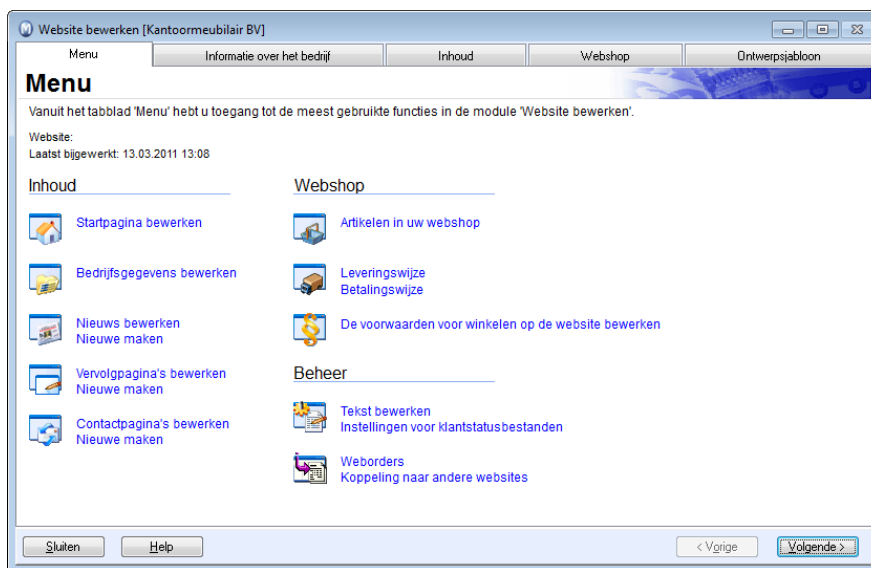 Website bewerken [Kantoormeubilair BV]
Menu
Informatie over het bedrijf
Inhoud
Webshop
Ontwerpsjabloon
Menu
Vanuit het tabblad 'Menu' hebt u toegang tot de meest gebruikte functies in de module 'Website bewerken'.
Website:
Laatst bijgewerkt: 13.03.2011 13:08
Inhoud
Startpagina bewerken
Bedrijfsgegevens bewerken
Nieuws bewerken
Nieuwe maken
Vervolgpagina's bewerken
Nieuwe maken
Contactpagina's bewerken
Nieuwe maken
Webshop
Artikelen in uw webshop
Leveringswijze
Betalingswijze
De voorwaarden voor winkelen op de website bewerken
Beheer
Tekst bewerken
Instellingen voor klantstatusbestanden
Weborders
Koppeling naar andere websites
Sluiten
Help
< Vorige
Volgende >